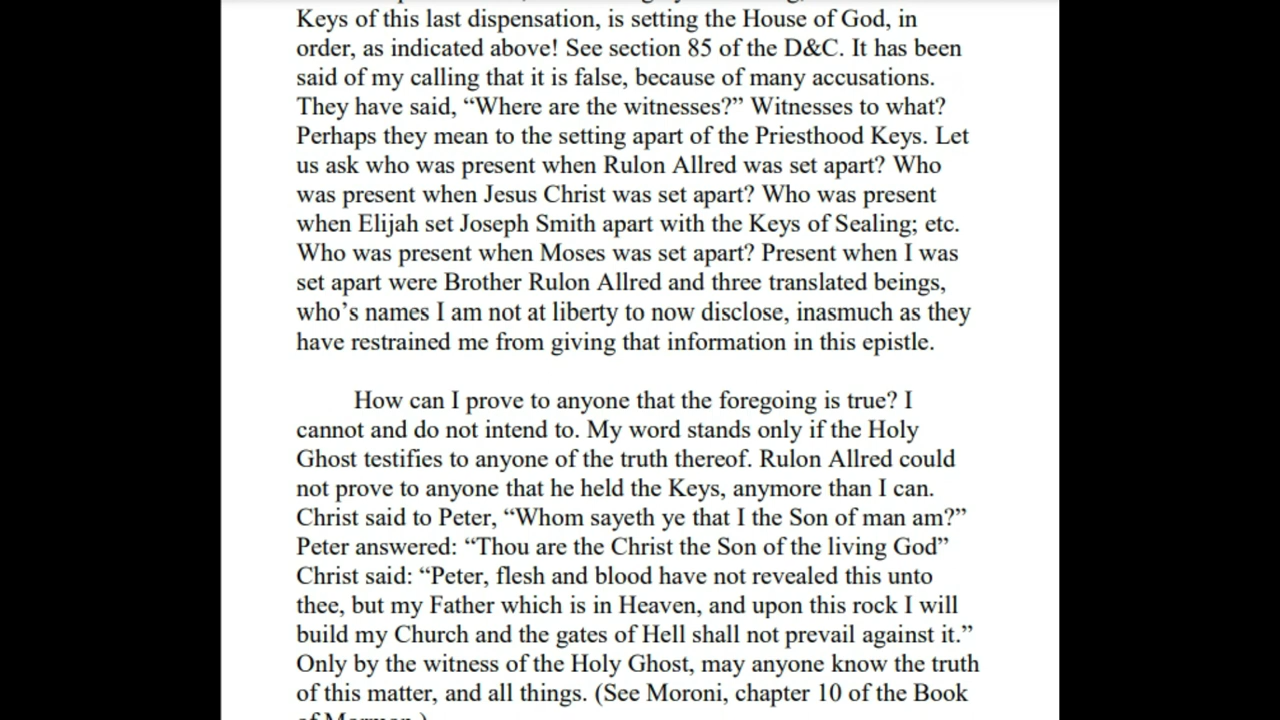 Keys of this last dispensation, is setting the House of God, in
order, as indicated above! See section 85 of the D&C. It has been
said of my calling that it is false, because of many accusations.
They have said, “Where are the witnesses?” Witnesses to what?
Perhaps they mean to the setting apart of the Priesthood Keys. Let
us ask who was present when Rulon Allred was set apart? Who
was present when Jesus Christ was set apart? Who was present
when Elijah set Joseph Smith apart with the Keys of Sealing; etc.
Who was present when Moses was set apart? Present when I was
set apart were Brother Rulon Allred and three translated beings,
who’s names I am not at liberty to now disclose, inasmuch as they
have restrained me from giving that information in this epistle.
How can I prove to anyone that the foregoing is true? I
cannot and do not intend to. My word stands only if the Holy
Ghost testifies to anyone of the truth thereof. Rulon Allred could
not prove to anyone that he held the Keys, anymore than I can.
Christ said to Peter, “Whom sayeth ye that I the Son of man am?”
Peter answered: “Thou are the Christ the Son of the living God”
Christ said: “Peter, flesh and blood have not revealed this unto
thee, but my Father which is in Heaven, and upon this rock I will
build my Church and the gates of Hell shall not prevail against it.”
Only by the witness of the Holy Ghost, may anyone know the truth
of this matter, and all things. (See Moroni, chapter 10 of the Book
of Mormon.)